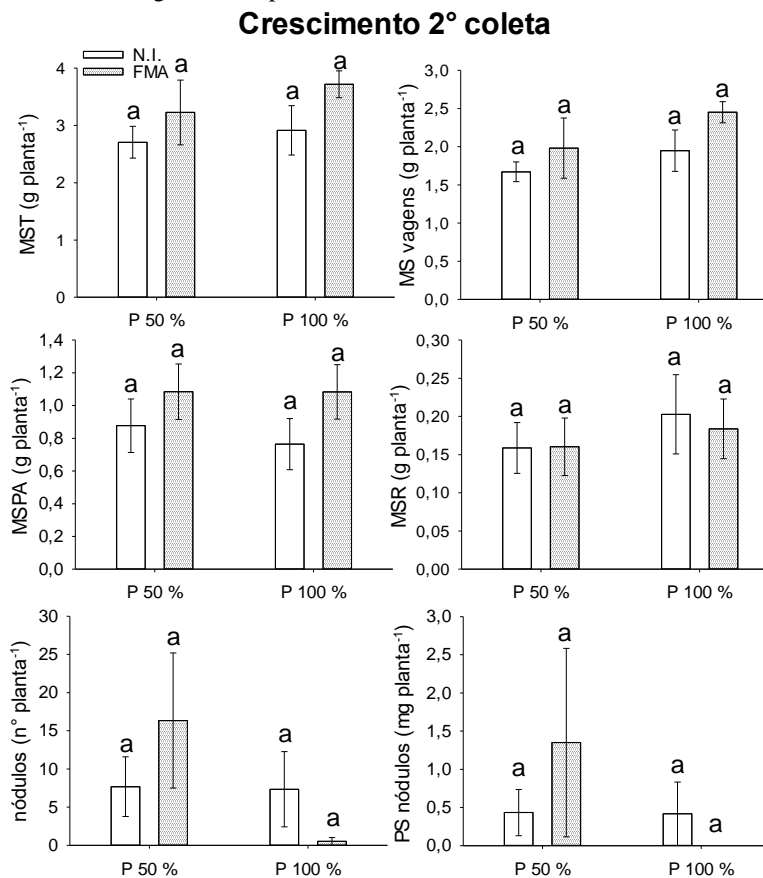 Crescimento 2° coleta
N.I.
FMA
MST (g planta⁻¹)
4
3
2
1
0
a a a a
P 50 % P 100 %
MS vagens (g planta⁻¹)
3,0
2,5
2,0
1,5
1,0
0,5
0,0
a a a a
P 50 % P 100 %
MSPA (g planta⁻¹)
1,4
1,2
1,0
0,8
0,6
0,4
0,2
0,0
a a a a
P 50 % P 100 %
MSR (g planta⁻¹)
0,30
0,25
0,20
0,15
0,10
0,05
0,00
a a a a
P 50 % P 100 %
nódulos (n° planta⁻¹)
30
25
20
15
10
5
0
a a a a
P 50 % P 100 %
PS nódulos (mg planta⁻¹)
3,0
2,5
2,0
1,5
1,0
0,5
0,0
a a a a
P 50 % P 100 %